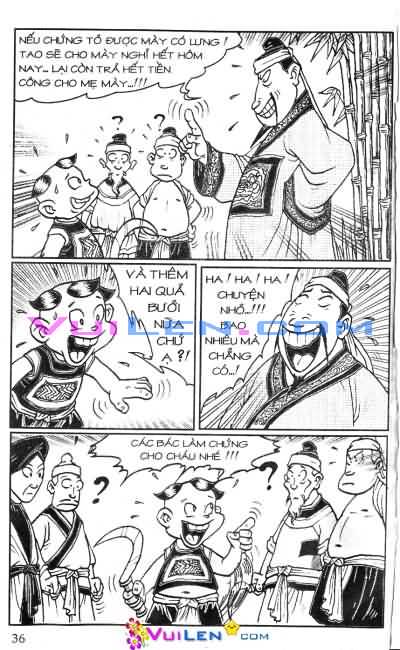 NẾU CHỨNG TỎ ĐƯỢC MÀY CÓ LƯNG !
TAO SẼ CHO MÀY NGHỈ HẾT HÔM
NAY... LẠI CÒN TRẢ HẾT TIỀN
CÔNG CHO MẸ MÀY...!!!
?
?
VÀ THÊM
HAI QUẢ
BƯỞI
NỮA
CHỨ
Ạ ?!
HA ! HA ! HA !
CHUYỆN
NHỎ...!!!
BAO
NHIÊU MÀ
CHẲNG
CÓ...!
VUILEN.COM
CÁC BÁC LÀM CHỨNG
CHO CHÁU NHÉ !!!
?
?
36
VUILEN.COM